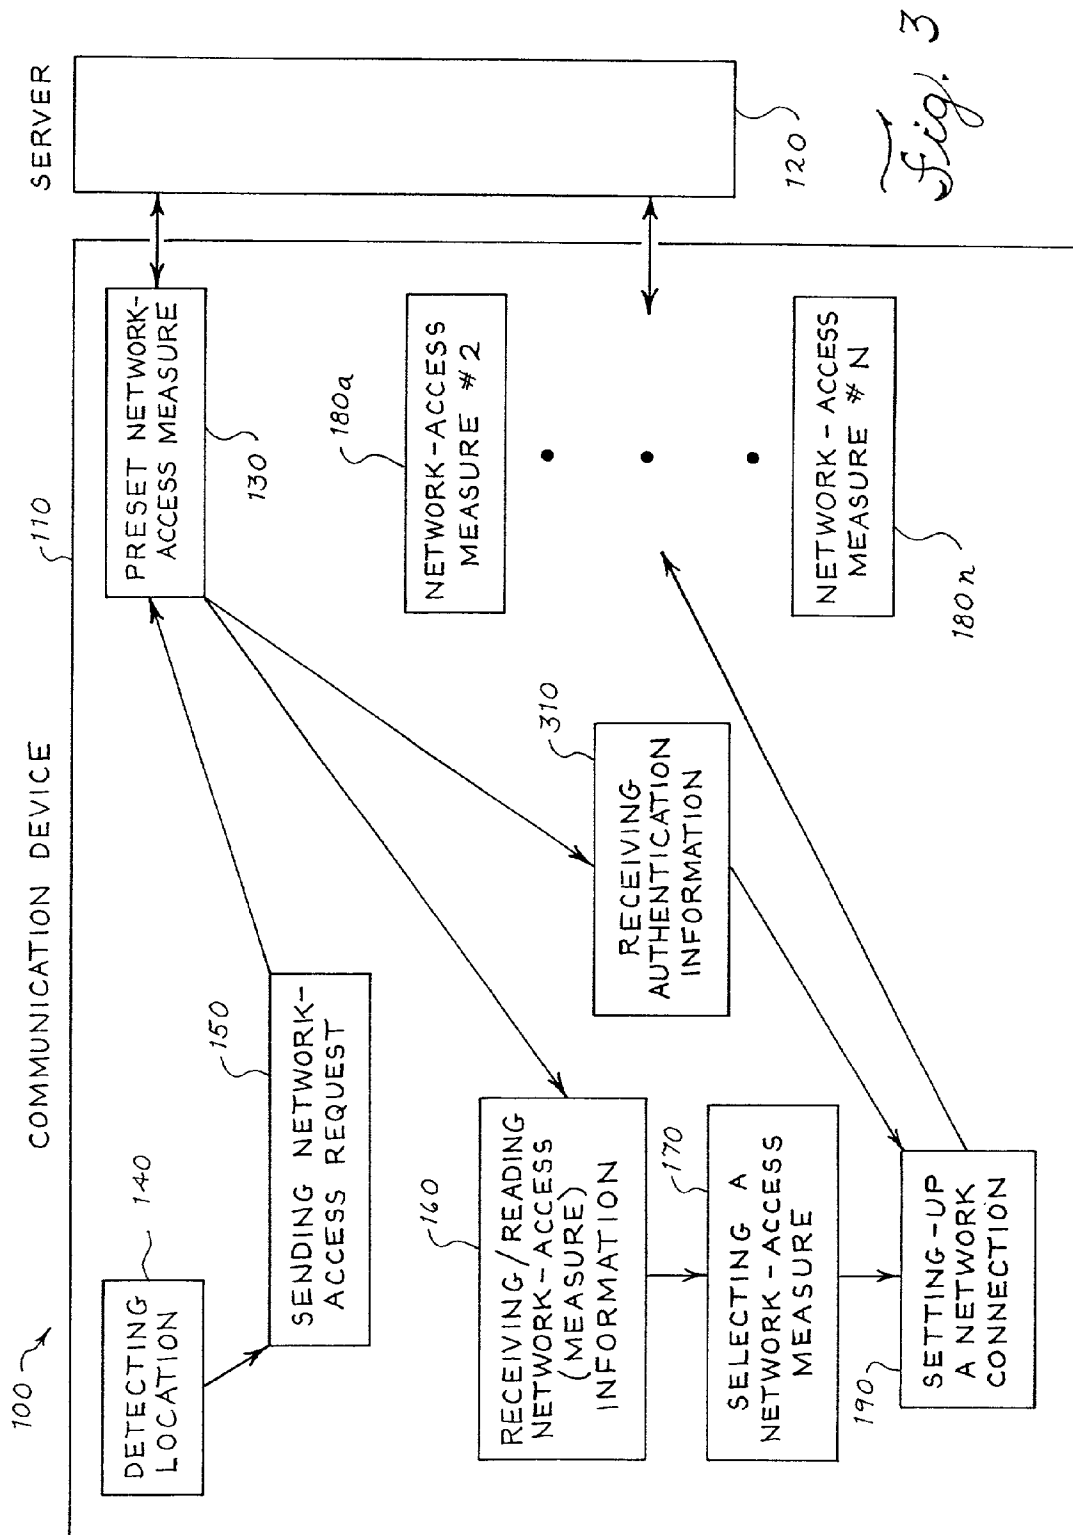 100
COMMUNICATION DEVICE
110
SERVER
DETECTING
LOCATION
140
SENDING NETWORK-
ACCESS REQUEST
150
PRESET NETWORK-
ACCESS MEASURE
130
RECEIVING/READING
NETWORK-ACCESS
(MEASURE)
INFORMATION
160
SELECTING A
NETWORK-ACCESS
MEASURE
170
SETTING-UP
A NETWORK
CONNECTION
190
RECEIVING
AUTHENTICATION
INFORMATION
310
NETWORK-ACCESS
MEASURE #2
180a
NETWORK-ACCESS
MEASURE #N
180n
120
Fig. 3